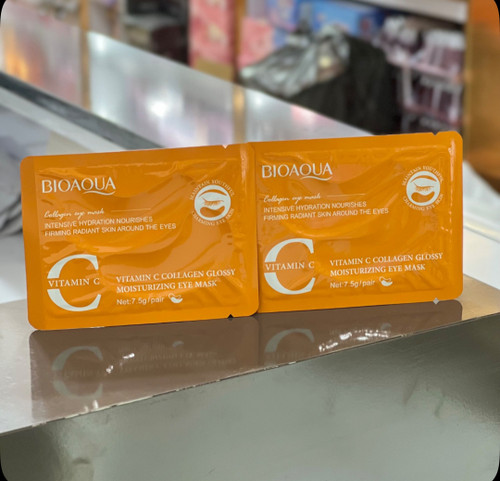 BIOAQUA
Collagen eye mask
INTENSIVE HYDRATION NOURISHES
FIRMING RADIANT SKIN AROUND THE EYES
C
VITAMIN C
VITAMIN C COLLAGEN GLOSSY
MOISTURIZING EYE MASK
Net:7.5g/pair
BIOAQUA
Collagen eye mask
INTENSIVE HYDRATION NOURISHES
FIRMING RADIANT SKIN AROUND THE EYES
C
VITAMIN C
VITAMIN C COLLAGEN GLOSSY
MOISTURIZING EYE MASK
Net:7.5g/pair